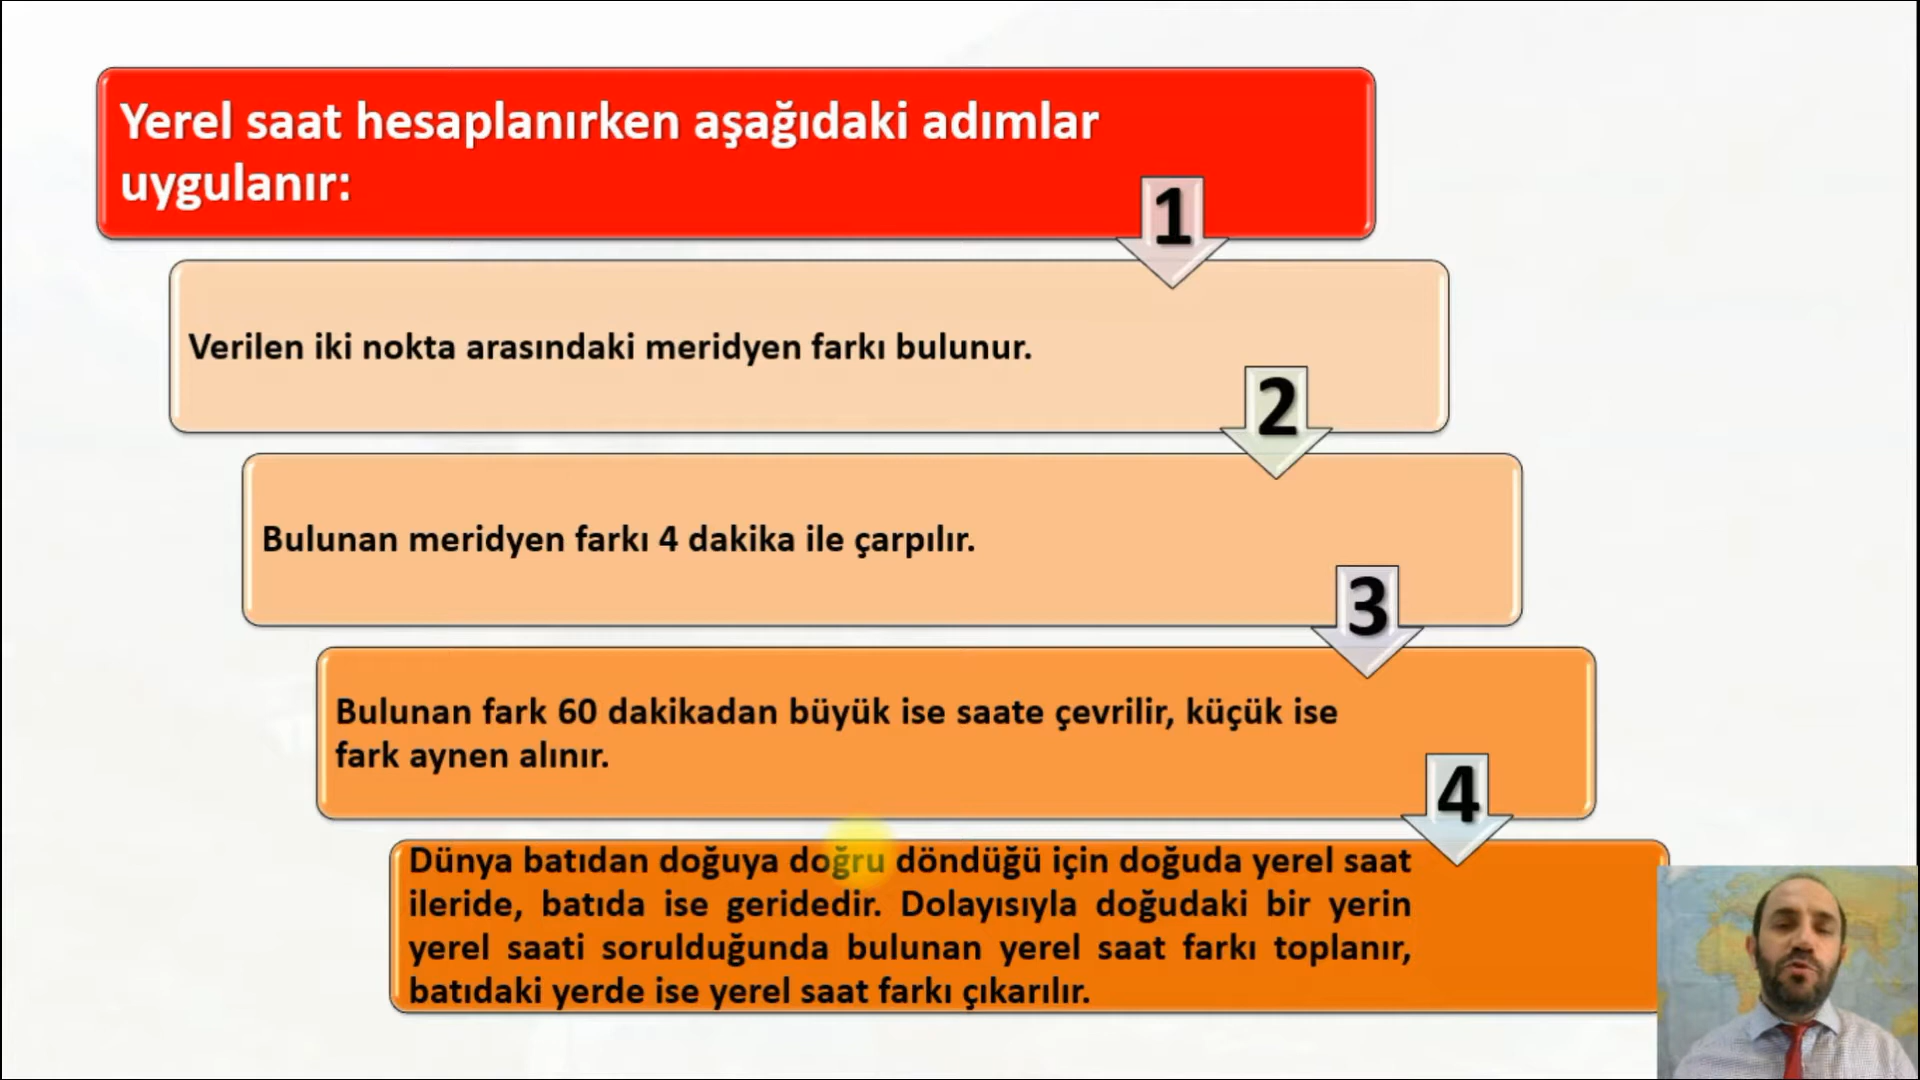 Yerel saat hesaplanırken aşağıdaki adımlar
uygulanır:
1
Verilen iki nokta arasındaki meridyen farkı bulunur.
2
Bulunan meridyen farkı 4 dakika ile çarpılır.
3
Bulunan fark 60 dakikadan büyük ise saate çevrilir, küçük ise
fark aynen alınır.
4
Dünya batıdan doğuya doğru döndüğü için doğuda yerel saat
ileride, batıda ise geridedir. Dolayısıyla doğudaki bir yerin
yerel saati sorulduğunda bulunan yerel saat farkı toplanır,
batıdaki yerde ise yerel saat farkı çıkarılır.